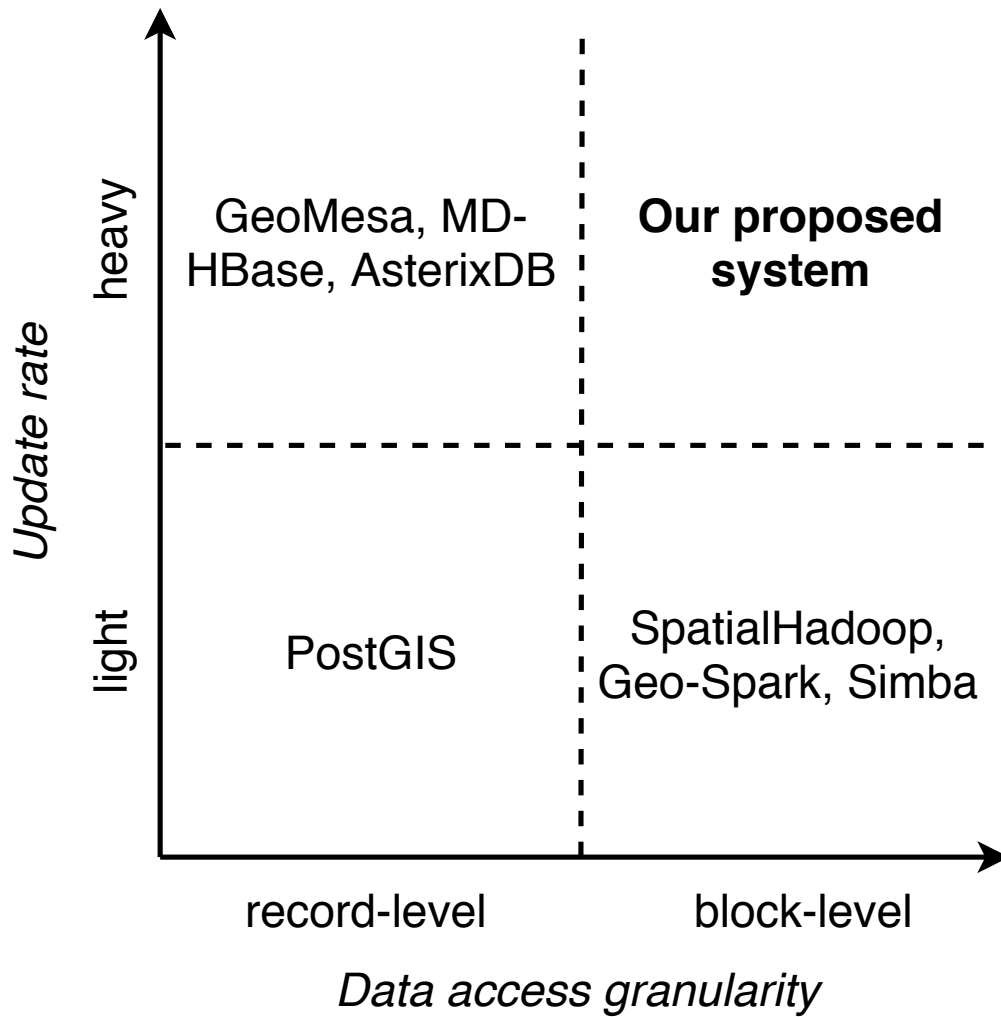 GeoMesa, MD-
HBase, AsterixDB
Our proposed
system
heavy
Update rate
light
PostGIS
SpatialHadoop,
Geo-Spark, Simba
record-level
block-level
Data access granularity